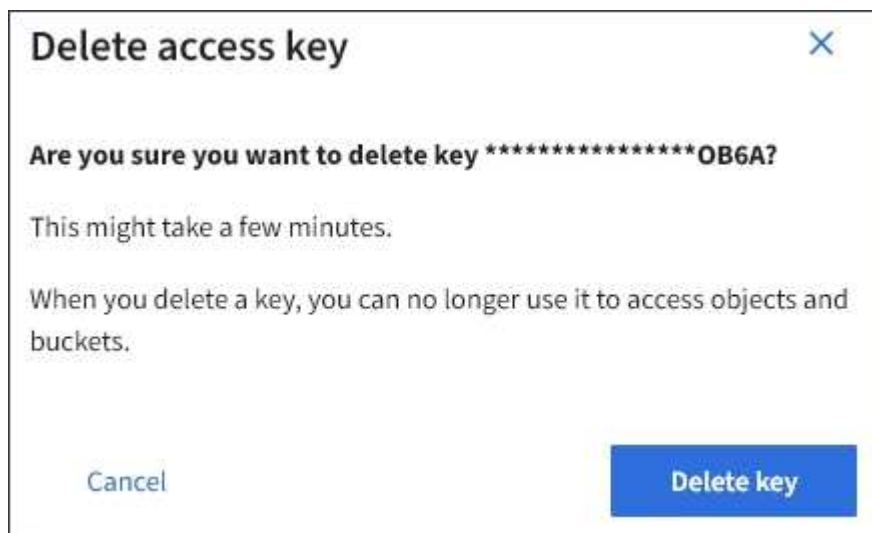 Delete access key
Are you sure you want to delete key ****************OB6A?
This might take a few minutes.
When you delete a key, you can no longer use it to access objects and
buckets.
Cancel
Delete key